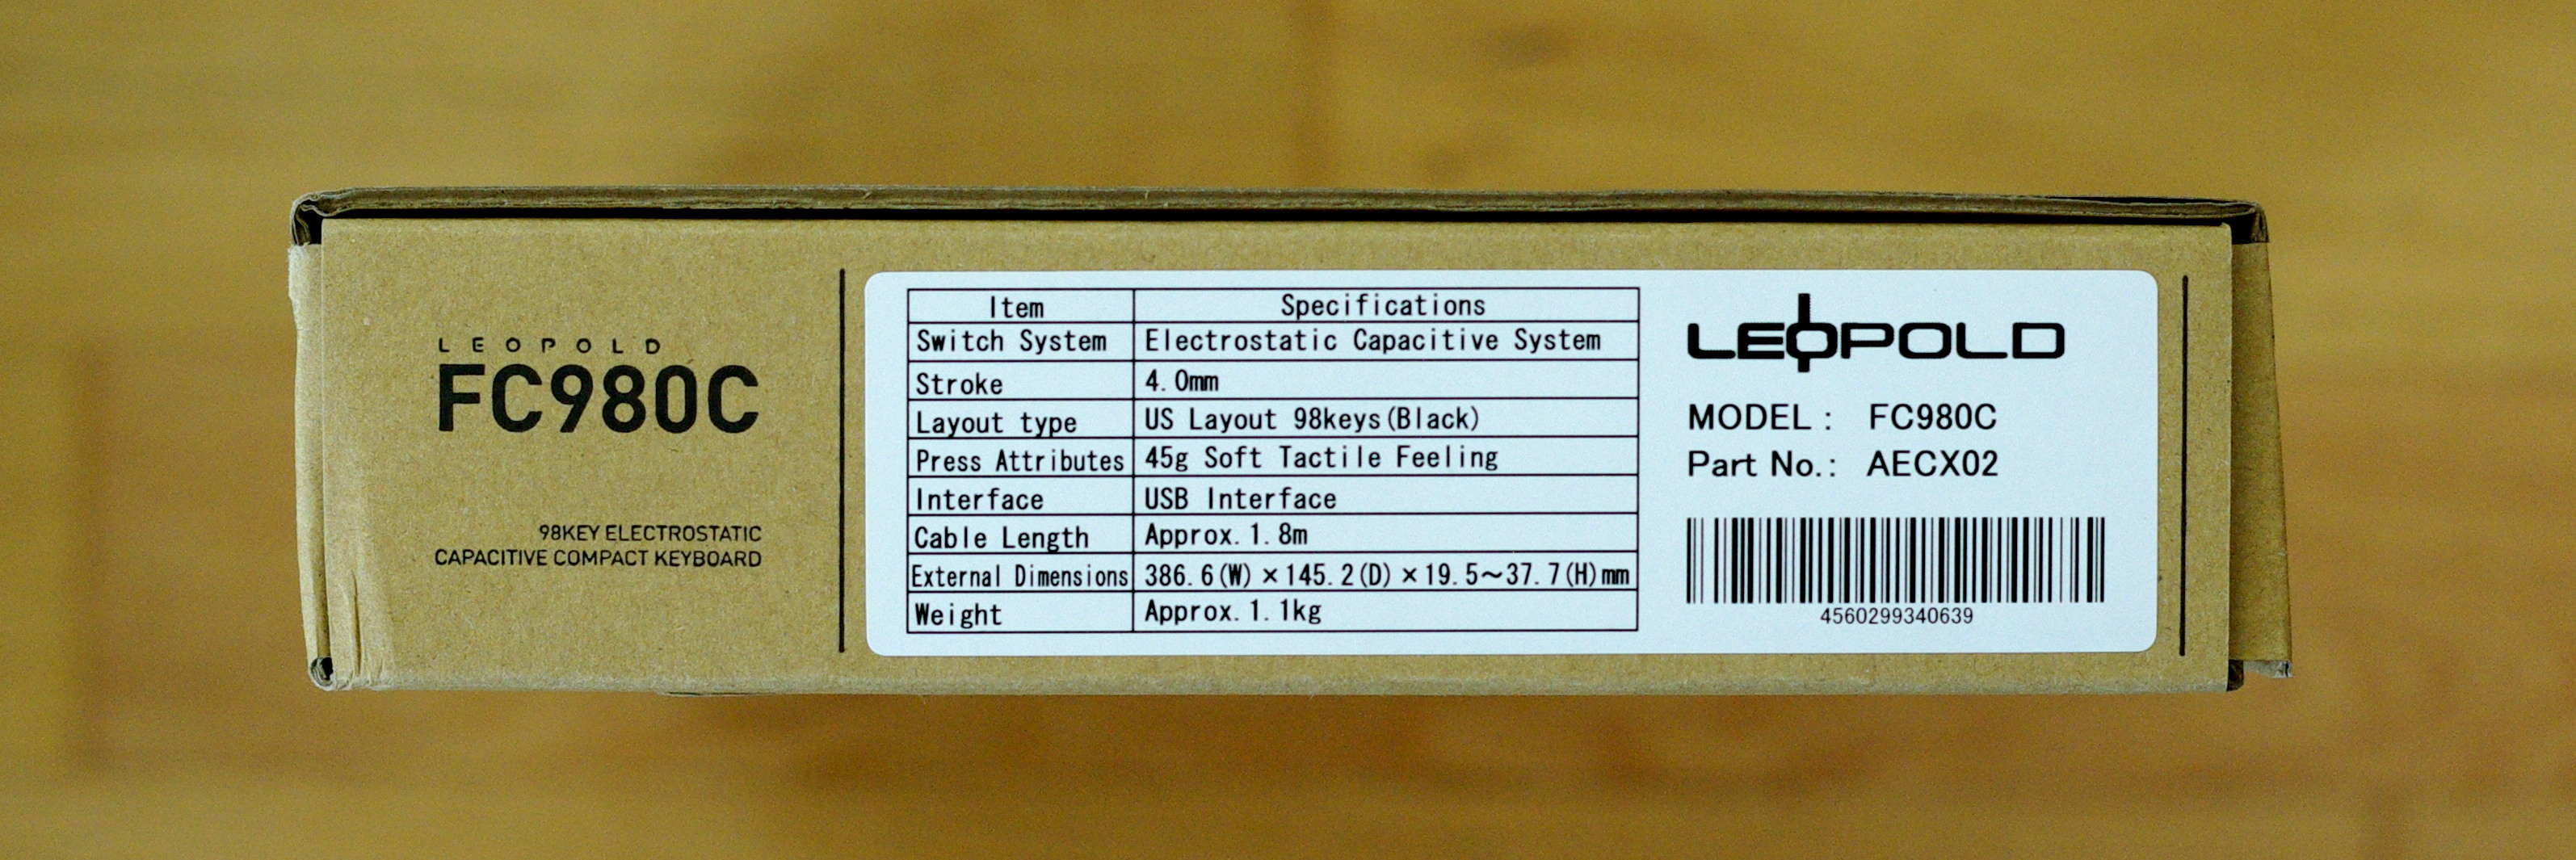 LEOPOLD
FC980C
98KEY ELECTROSTATIC
CAPACITIVE COMPACT KEYBOARD
Item Specifications
Switch System Electrostatic Capacitive System
Stroke 4.0mm
Layout type US Layout 98keys(Black)
Press Attributes 45g Soft Tactile Feeling
Interface USB Interface
Cable Length Approx.1.8m
External Dimensions 386.6(W)×145.2(D)×19.5~37.7(H)mm
Weight Approx.1.1kg
LEOPOLD
MODEL : FC980C
Part No.: AECX02
4560299340639